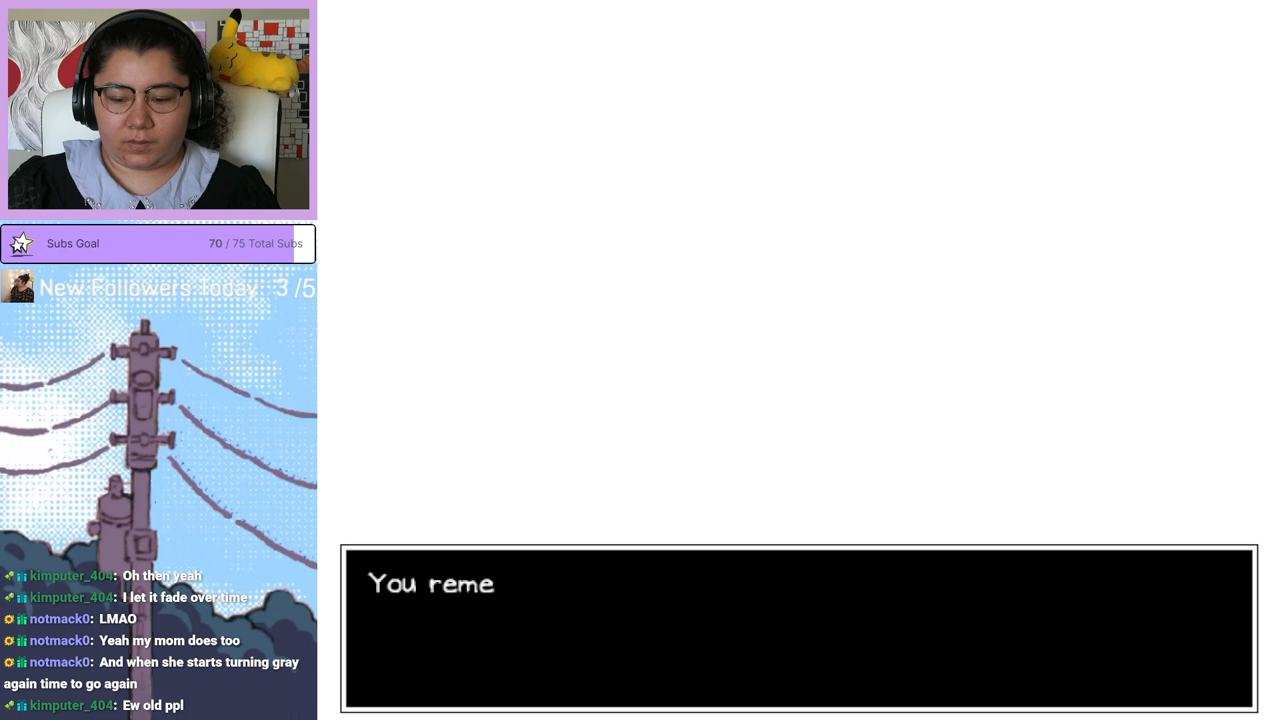 Subs Goal 70 / 75 Total Subs
New Followers Today 3 /5
kimputer_404: Oh then yeah
kimputer_404: I let it fade over time
notmack0: LMAO
notmack0: Yeah my mom does too
notmack0: And when she starts turning gray
again time to go again
kimputer_404: Ew old ppl
You reme